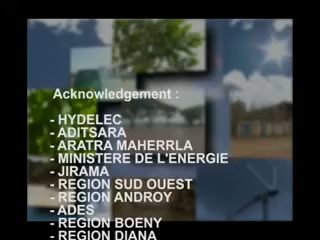 Acknowledgement :
- HYDELEC
- ADITSARA
- ARATRA MAHERRLA
- MINISTERE DE L'ENERGIE
- JIRAMA
- REGION SUD OUEST
- REGION ANDROY
- ADES
- REGION BOENY
- REGION DIANA